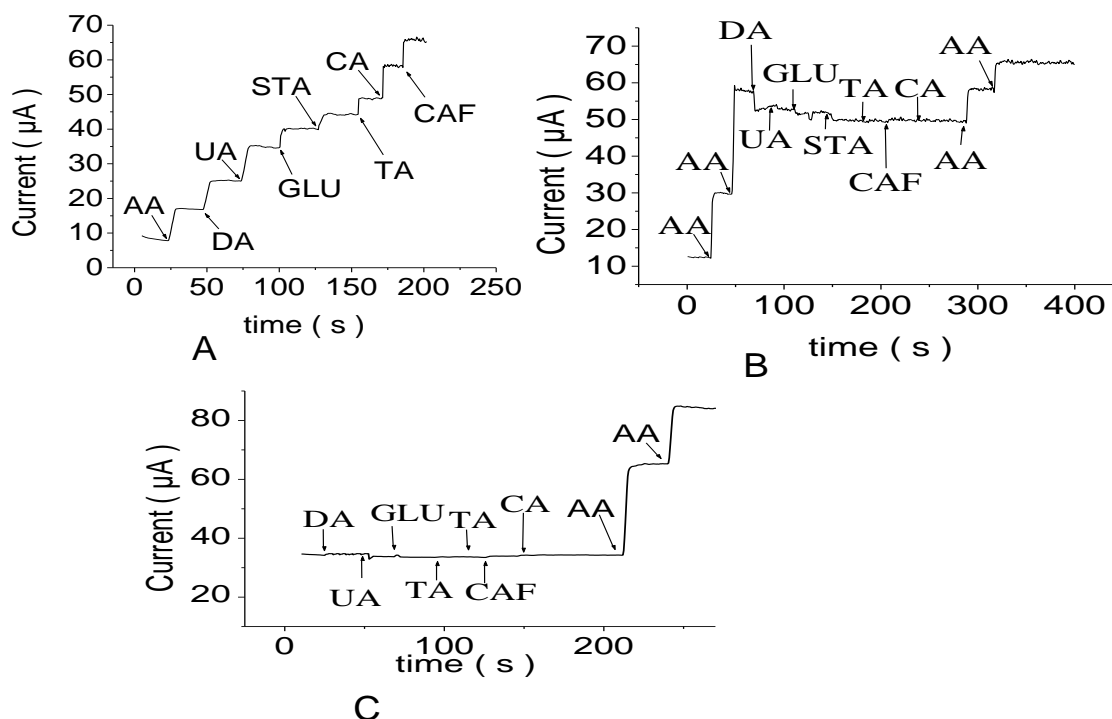 70
60
50
40
30
20
10
0
Current ( µA )
AA
DA
UA
GLU
STA
TA
CA
CAF
0
50
100
150
200
250
time ( s )
A
70
60
50
40
30
20
10
Current ( µA )
AA
AA
DA
UA
GLU
STA
TA
CAF
CA
AA
AA
0
100
200
300
400
time ( s )
B
80
60
40
20
Current ( µA )
DA
UA
GLU
TA
TA
CAF
CA
AA
AA
0
100
200
time ( s )
C